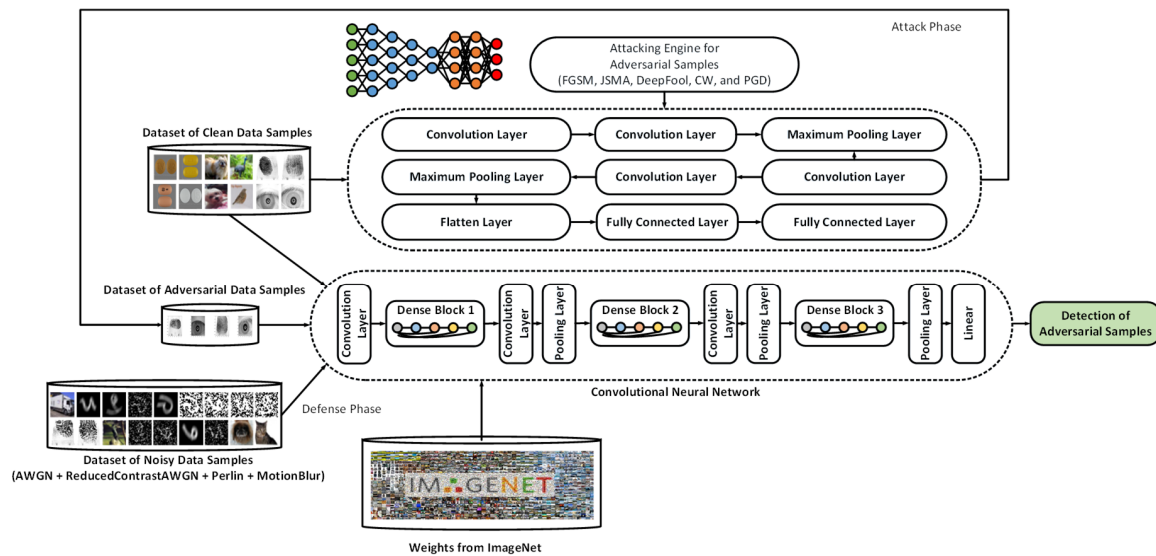 Attack Phase
Attacking Engine for
Adversarial Samples
(FGSM, JSMA, DeepFool, CW, and PGD)
Dataset of Clean Data Samples
Convolution Layer
Convolution Layer
Maximum Pooling Layer
Maximum Pooling Layer
Convolution Layer
Convolution Layer
Flatten Layer
Fully Connected Layer
Fully Connected Layer
Dataset of Adversarial Data Samples
Convolution
Layer
Dense Block 1
Convolution
Layer
Pooling Layer
Dense Block 2
Convolution
Layer
Pooling Layer
Dense Block 3
Pooling Layer
Linear
Detection of
Adversarial Samples
Convolutional Neural Network
Defense Phase
Dataset of Noisy Data Samples
(AWGN + ReducedContrastAWGN + Perlin + MotionBlur)
IMAGENET
Weights from ImageNet